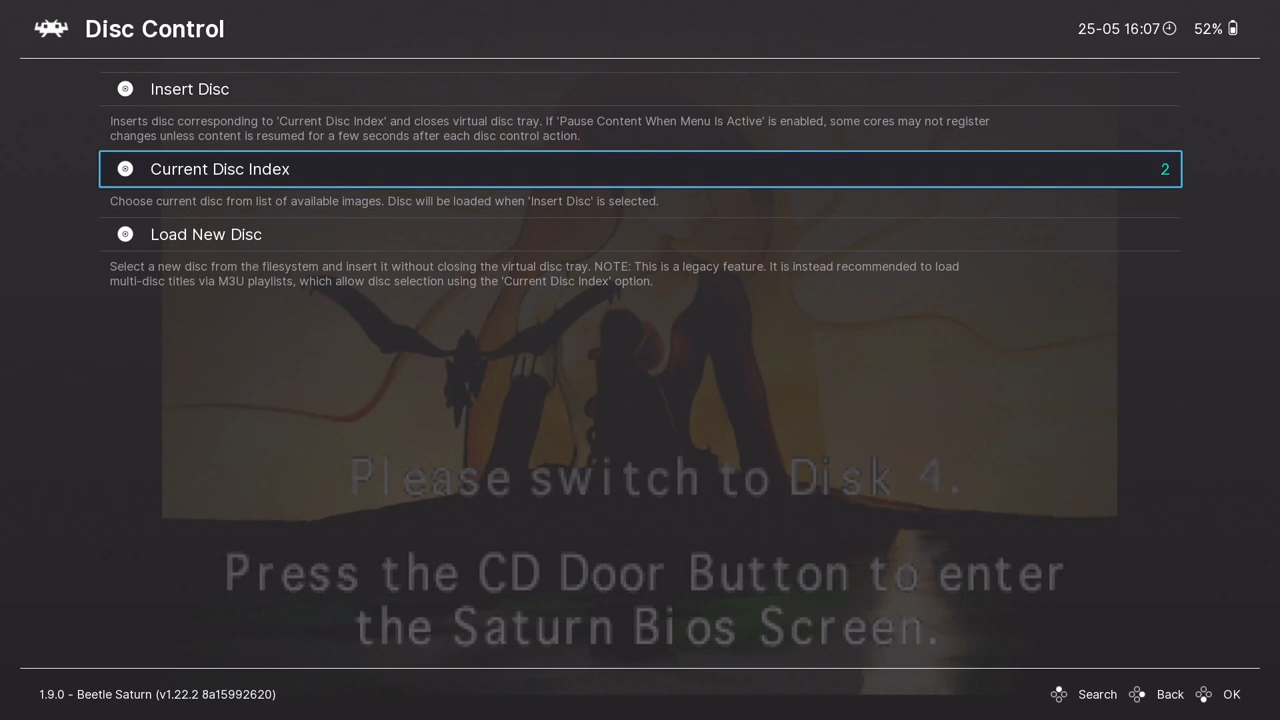 Disc Control
25-05 16:07
52%
Insert Disc
Inserts disc corresponding to 'Current Disc Index' and closes virtual disc tray. If 'Pause Content When Menu Is Active' is enabled, some cores may not register
changes unless content is resumed for a few seconds after each disc control action.
Current Disc Index 2
Choose current disc from list of available images. Disc will be loaded when 'Insert Disc' is selected.
Load New Disc
Select a new disc from the filesystem and insert it without closing the virtual disc tray. NOTE: This is a legacy feature. It is instead recommended to load
multi-disc titles via M3U playlists, which allow disc selection using the 'Current Disc Index' option.
Please switch to Disk 4.
Press the CD Door Button to enter
the Saturn Bios Screen.
1.9.0 - Beetle Saturn (v1.22.2 8a15992620)
Search Back OK